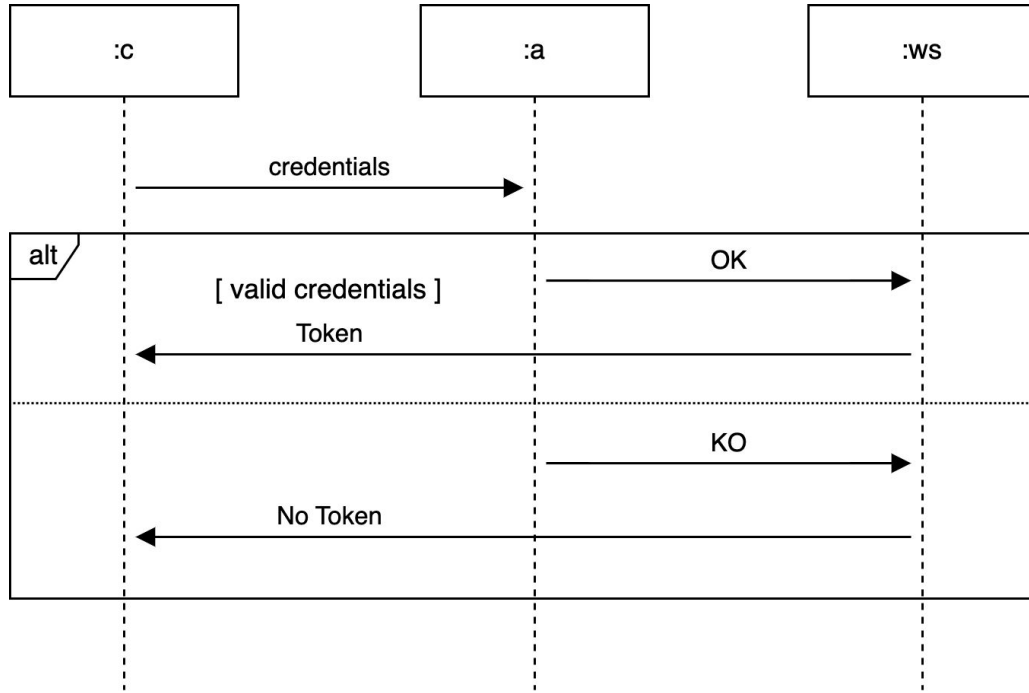 :c
:a
:ws
credentials
alt
OK
[ valid credentials ]
Token
KO
No Token